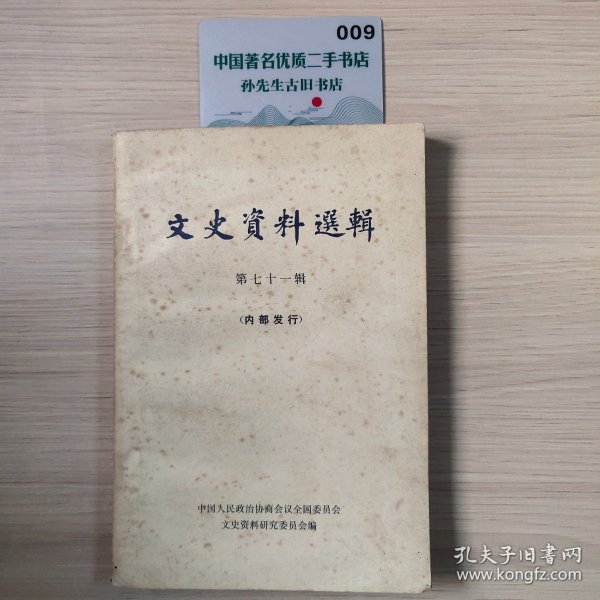 009
中国著名优质二手书店
孙先生古旧书店
文史資料選輯
第七十一辑
(内部发行)
中国人民政治协商会议全国委员会
文史资料研究委员会编
孔夫子旧书网
www.kongfz.com